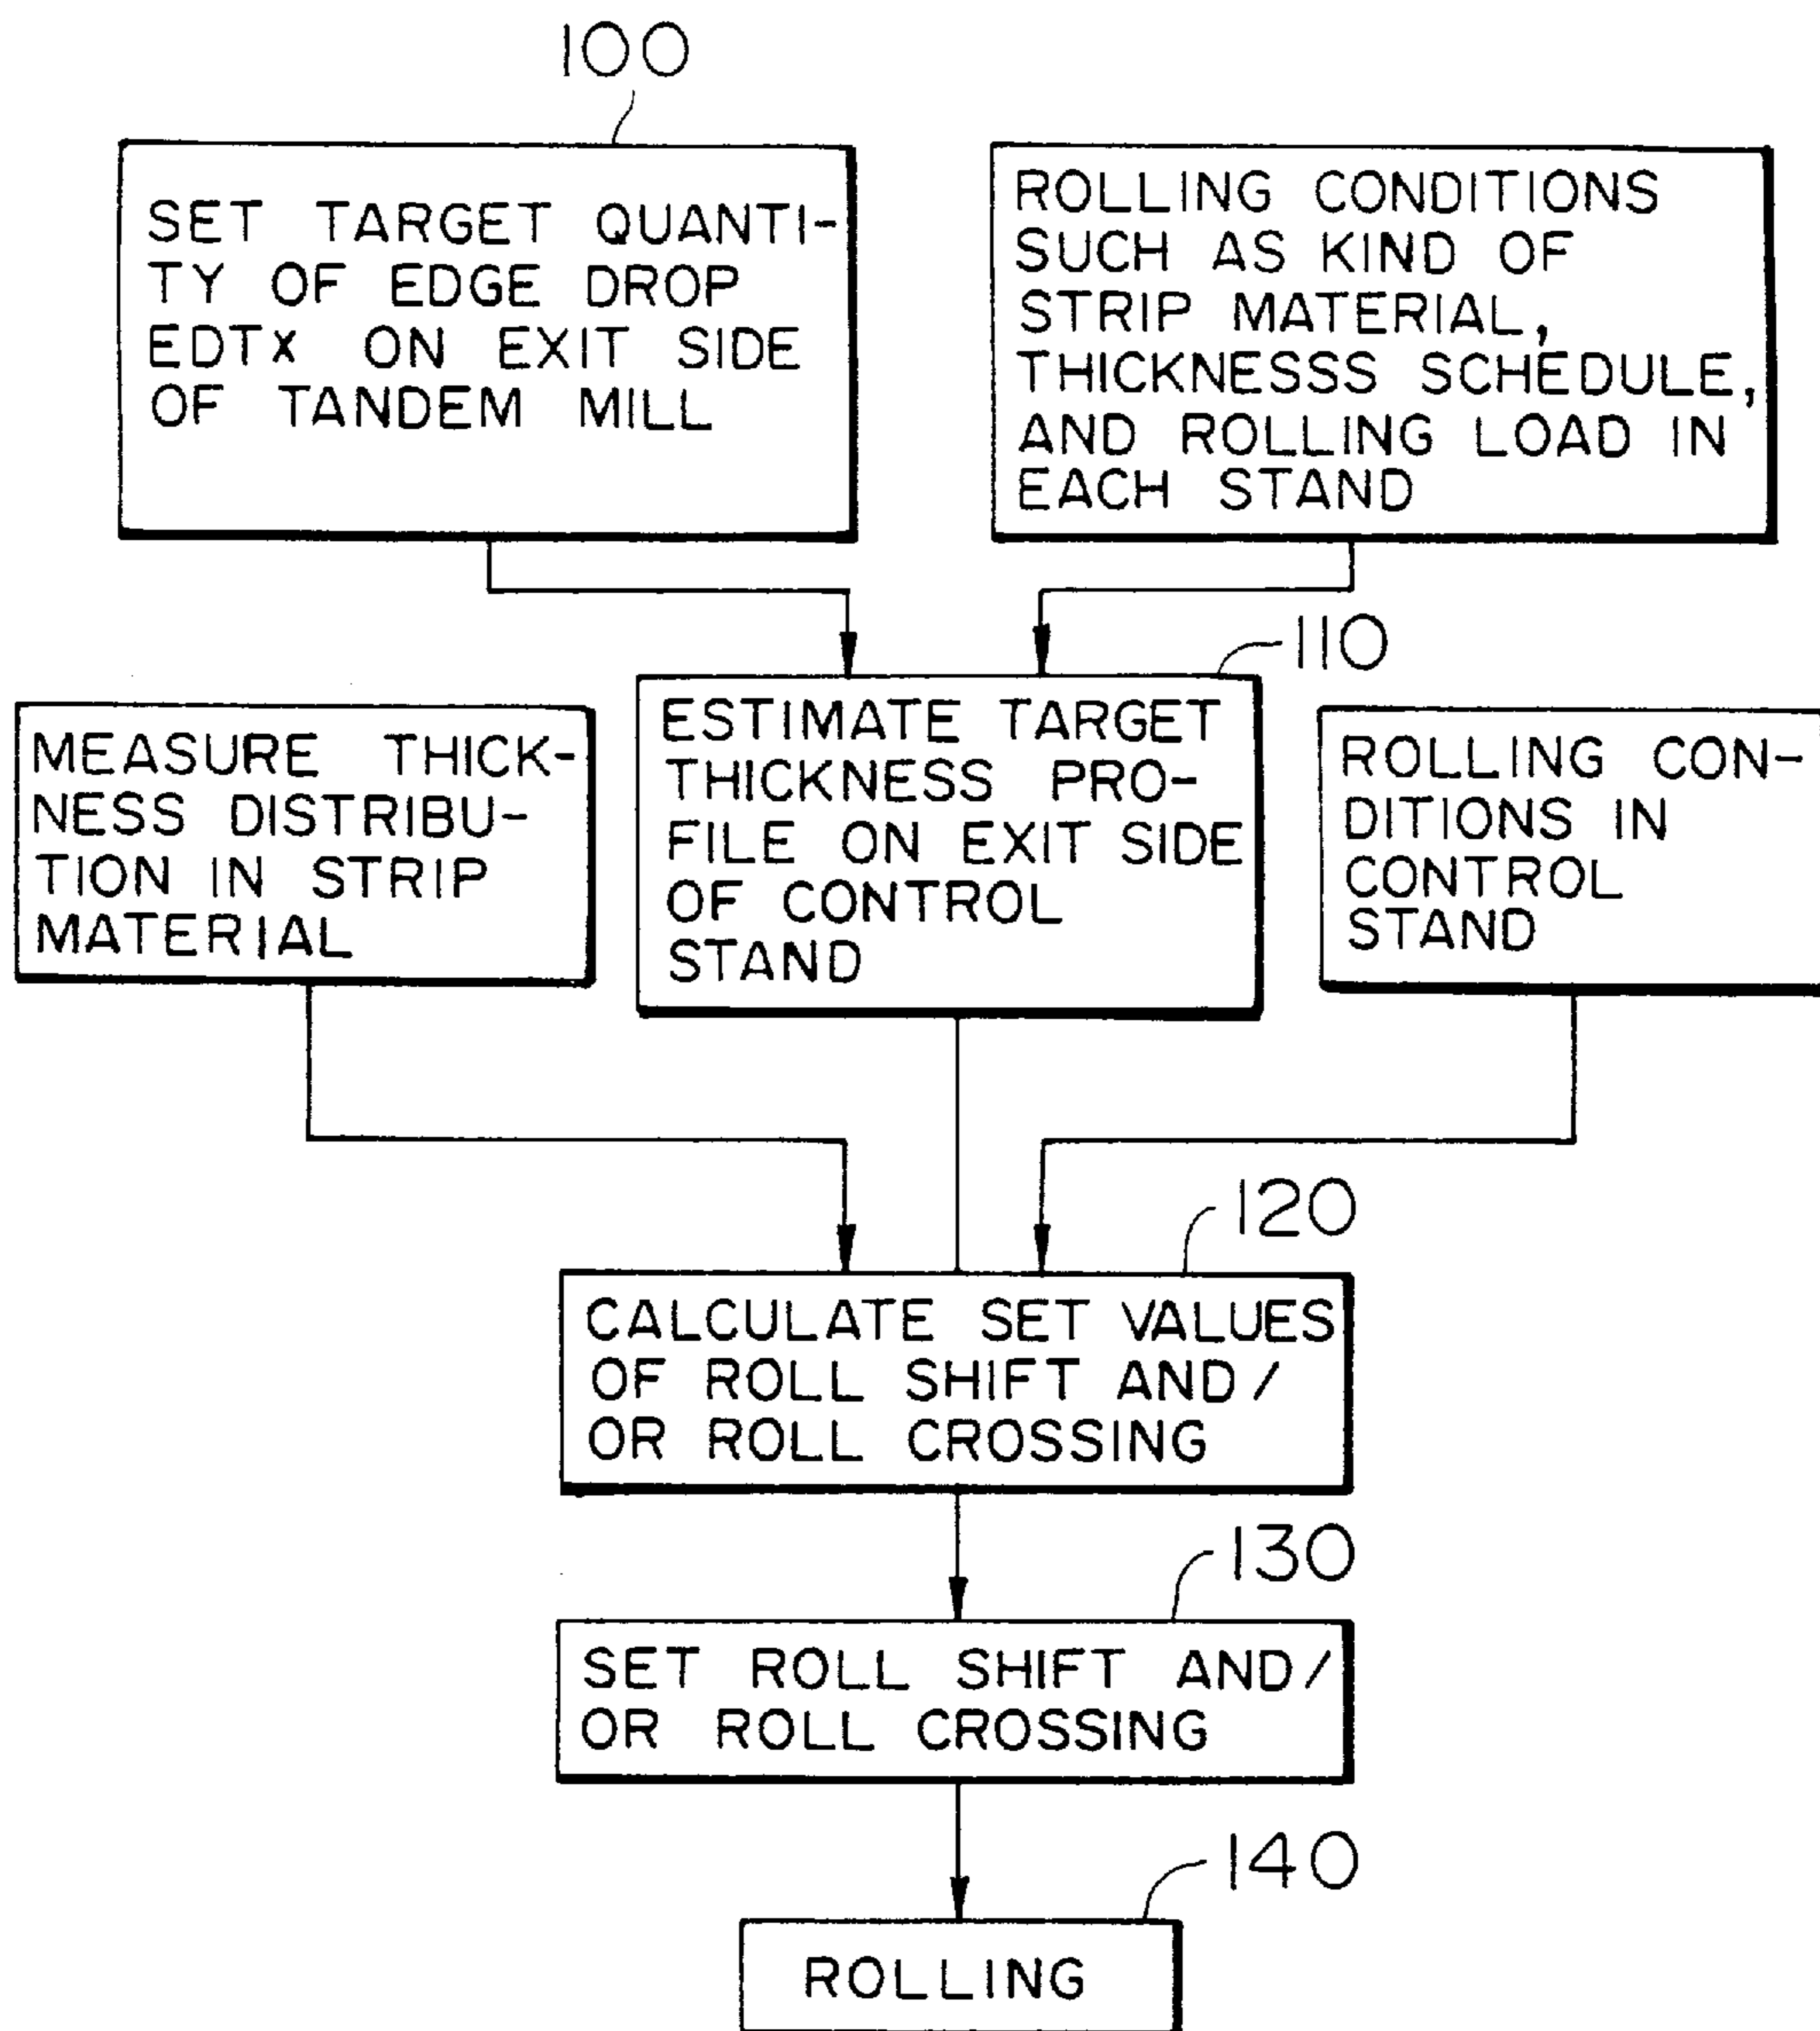 100
SET TARGET QUANTI-
TY OF EDGE DROP
EDTX ON EXIT SIDE
OF TANDEM MILL
ROLLING CONDITIONS
SUCH AS KIND OF
STRIP MATERIAL,
THICKNESSS SCHEDULE,
AND ROLLING LOAD IN
EACH STAND
110
MEASURE THICK-
NESS DISTRIBU-
TION IN STRIP
MATERIAL
ESTIMATE TARGET
THICKNESS PRO-
FILE ON EXIT SIDE
OF CONTROL
STAND
ROLLING CON-
DITIONS IN
CONTROL
STAND
120
CALCULATE SET VALUES
OF ROLL SHIFT AND/
OR ROLL CROSSING
130
SET ROLL SHIFT AND/
OR ROLL CROSSING
140
ROLLING